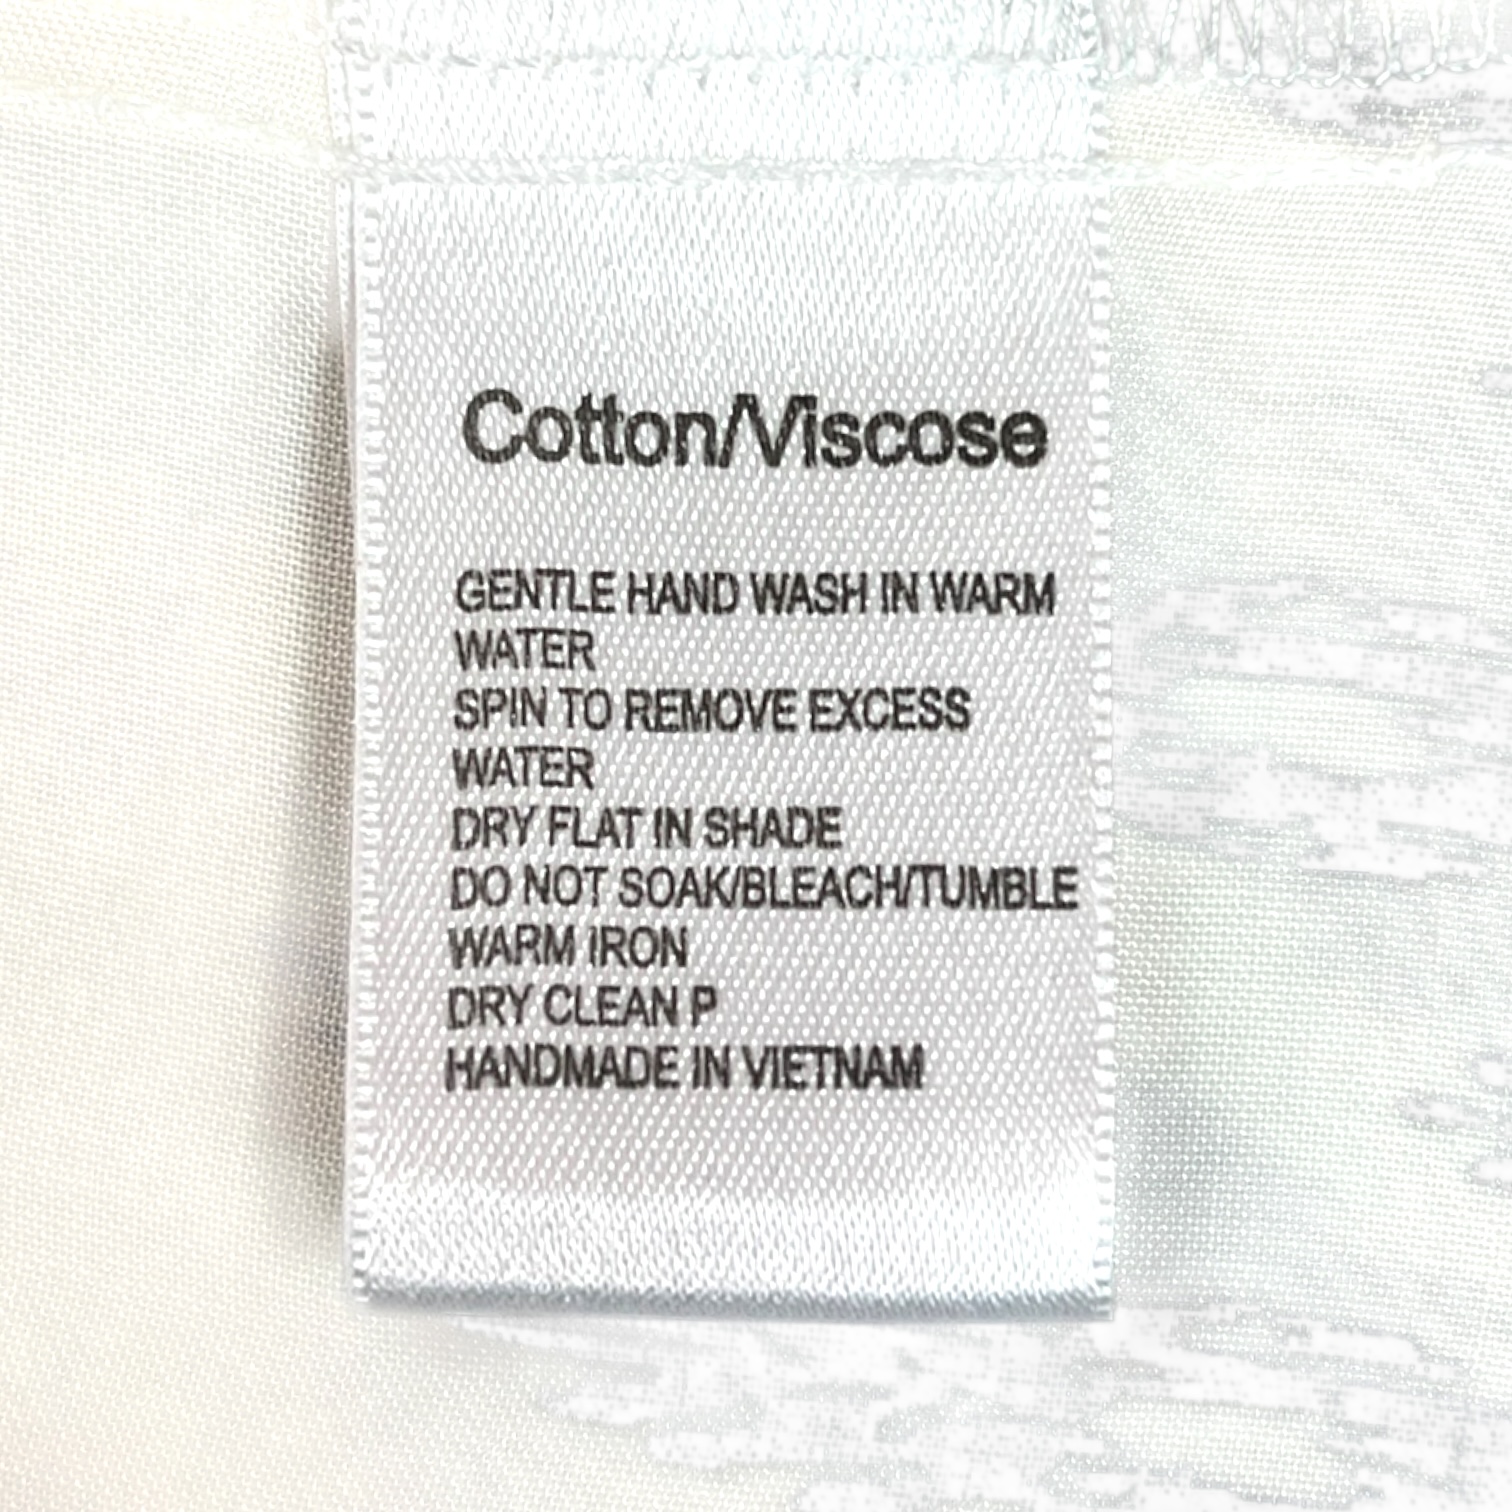 Cotton/Viscose
GENTLE HAND WASH IN WARM
WATER
SPIN TO REMOVE EXCESS
WATER
DRY FLAT IN SHADE
DO NOT SOAK/BLEACH/TUMBLE
WARM IRON
DRY CLEAN P
HANDMADE IN VIETNAM